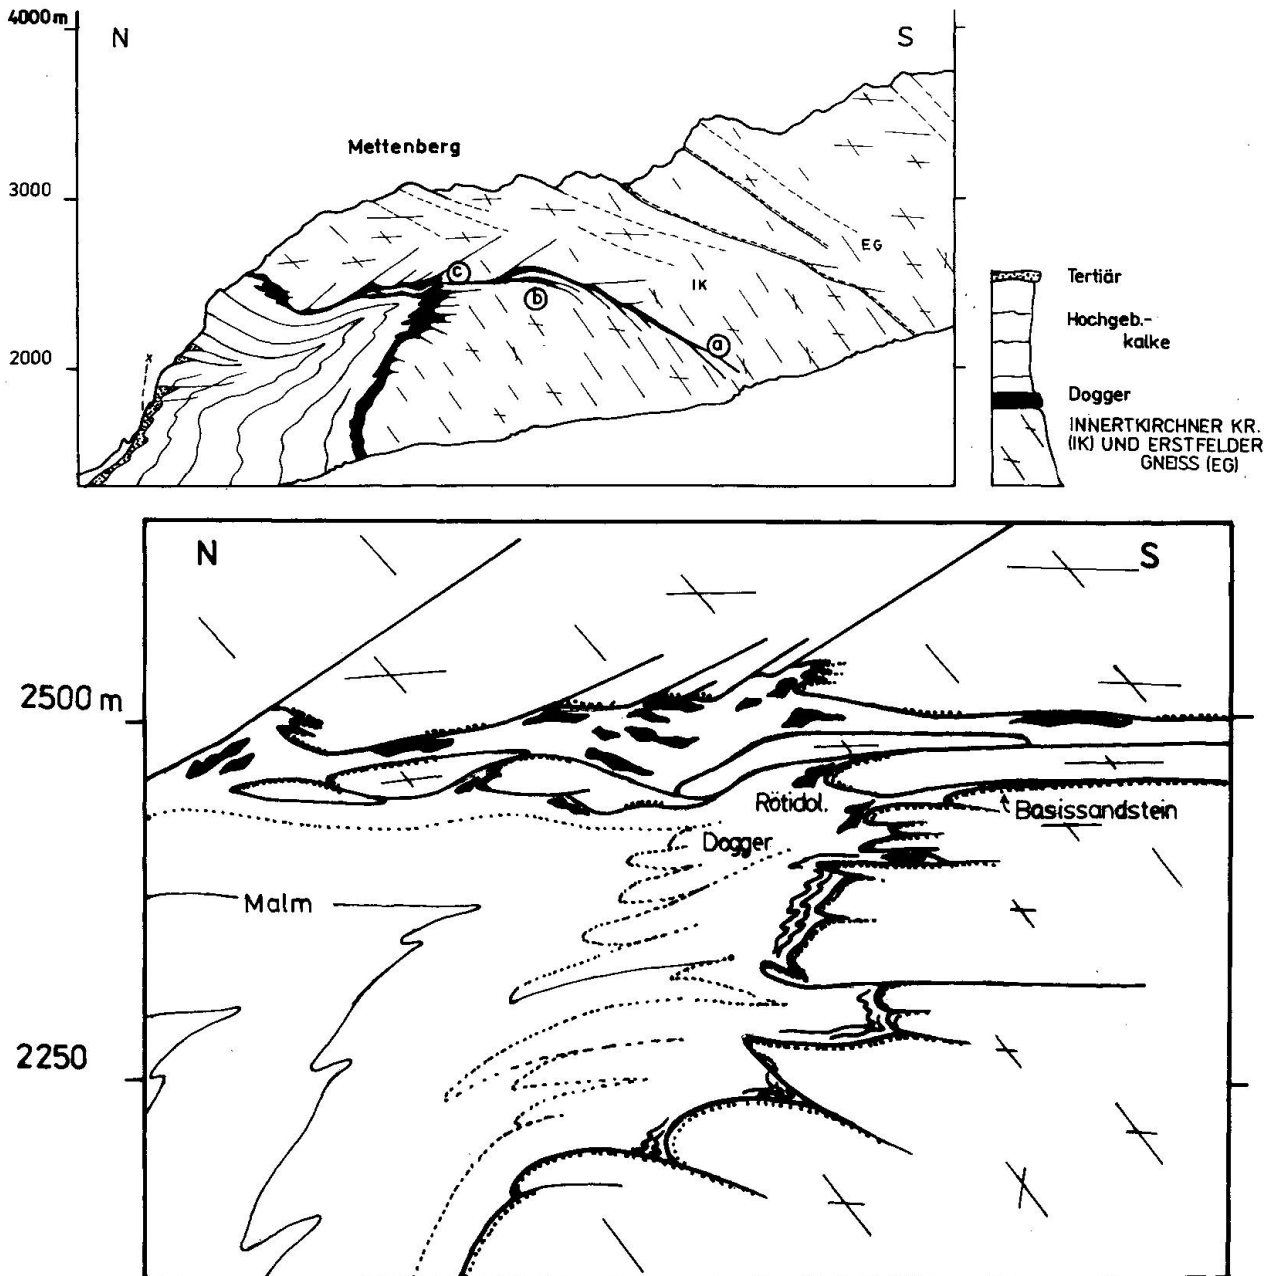 4000 m
N
S
Mettenberg
3000
EG
c
IK
b
a
2000
x
Tertiär
Hochgeb.-
kalke
Dogger
INNERTKIRCHNER KR.
(IK) UND ERSTFELDER
GNEISS (EG)
N
S
2500 m
Rötidol.
Basissandstein
Dogger
Malm
2250